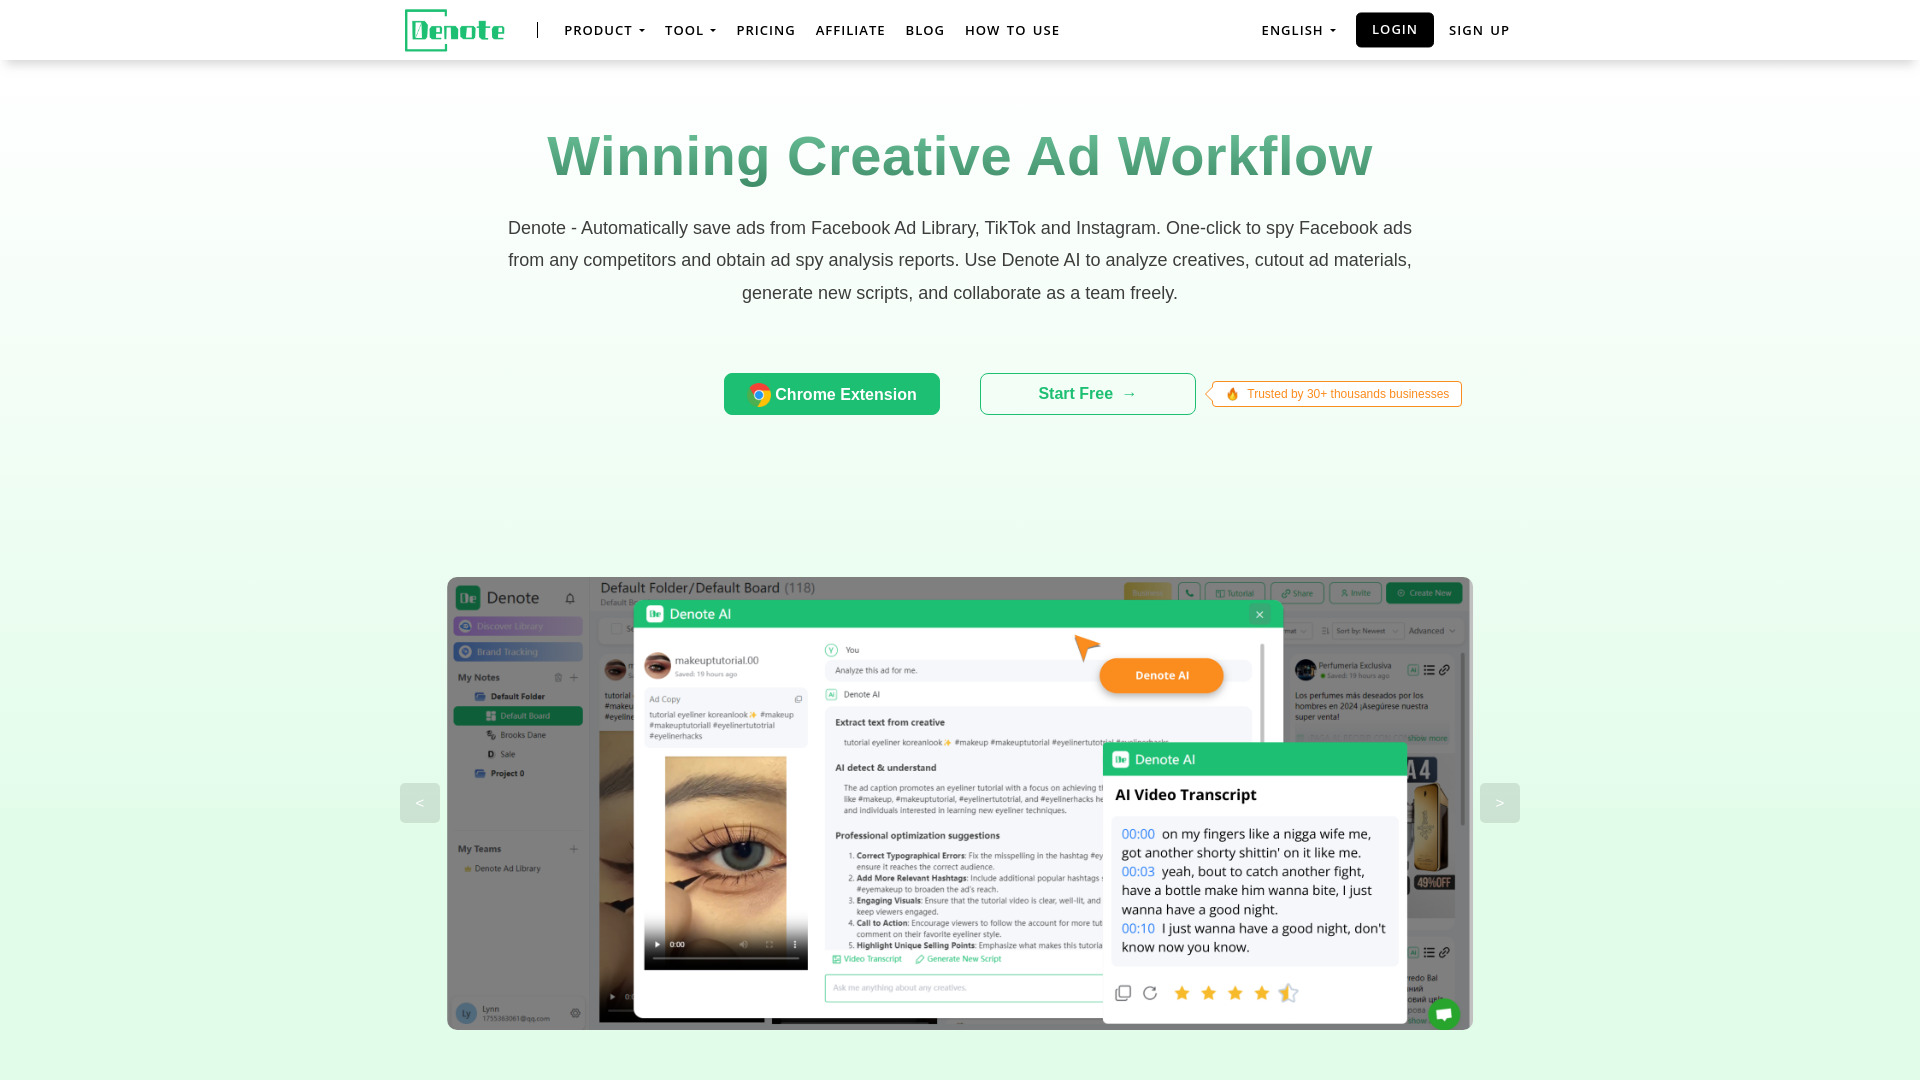 Denote
PRODUCT
TOOL
PRICING
AFFILIATE
BLOG
HOW TO USE
ENGLISH
LOGIN
SIGN UP
Winning Creative Ad Workflow
Denote - Automatically save ads from Facebook Ad Library, TikTok and Instagram. One-click to spy Facebook ads
from any competitors and obtain ad spy analysis reports. Use Denote AI to analyze creatives, cutout ad materials,
generate new scripts, and collaborate as a team freely.
Chrome Extension
Start Free →
Trusted by 30+ thousands businesses
<
>
De Denote
Discover Library
Brand Tracking
My Notes
Default Folder
Default Board
Brooks Dane
Sale
Project 0
My Teams
Denote Ad Library
Ly Lynn
1755363061@qq.com
Default Folder/Default Board (118)
Tutorial
Share
Invite
Create New
Sort by: Newest
Advanced
De Denote AI
makeuptutorial.00
Saved: 19 hours ago
Ad Copy
tutorial eyeliner koreanlook✨ #makeup
#makeuptutoriall #eyelinertutotrial
#eyelinerhacks
0:00
Y You
Analyze this ad for me.
AI Denote AI
Extract text from creative
tutorial eyeliner koreanlook✨ #makeup #makeuptutorial #eyelinertutotrial #eyelinerhacks
AI detect & understand
The ad caption promotes an eyeliner tutorial with a focus on achieving
like #makeup, #makeuptutorial, #eyelinertutotrial, and #eyelinerhacks
and individuals interested in learning new eyeliner techniques.
Professional optimization suggestions
1. Correct Typographical Errors: Fix the misspelling in the hashtag
ensure it reaches the correct audience.
2. Add More Relevant Hashtags: Include additional popular hashtags
#eyemakeup to broaden the ad's reach.
3. Engaging Visuals: Ensure that the tutorial video is clear, well-lit, and
keep viewers engaged.
4. Call to Action: Encourage viewers to follow the account for more
comment on their favorite eyeliner style.
5. Highlight Unique Selling Points: Emphasize what makes this
Video Transcript
Generate New Script
Ask me anything about any creatives.
Denote AI
Perfumería Exclusiva
Saved: 19 hours ago
Los perfumes más deseados por los
hombres en 2024 ¡Asegúrese nuestra
super venta!
show more
A4
49%OFF
De Denote AI
AI Video Transcript
00:00 on my fingers like a nigga wife me,
got another shorty shittin' on it like me.
00:03 yeah, bout to catch another fight,
have a bottle make him wanna bite, I just
wanna have a good night.
00:10 I just wanna have a good night, don't
know now you know.